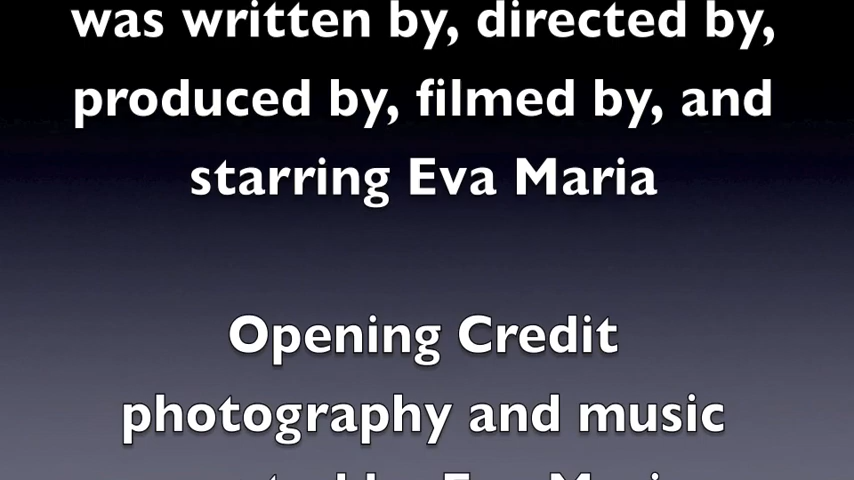 was written by, directed by,
produced by, filmed by, and
starring Eva Maria
Opening Credit
photography and music